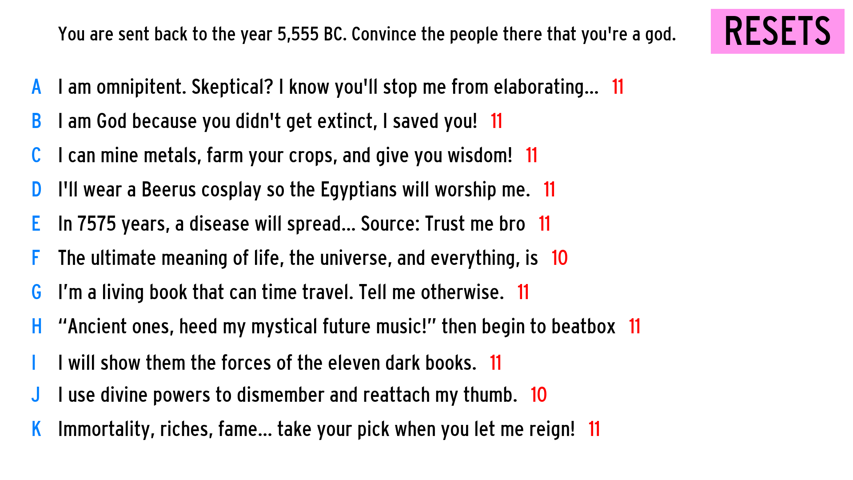 You are sent back to the year 5,555 BC. Convince the people there that you're a god.
RESETS
A I am omnipitent. Skeptical? I know you'll stop me from elaborating... 11
B I am God because you didn't get extinct, I saved you! 11
C I can mine metals, farm your crops, and give you wisdom! 11
D I'll wear a Beerus cosplay so the Egyptians will worship me. 11
E In 7575 years, a disease will spread... Source: Trust me bro 11
F The ultimate meaning of life, the universe, and everything, is 10
G I’m a living book that can time travel. Tell me otherwise. 11
H “Ancient ones, heed my mystical future music!” then begin to beatbox 11
I I will show them the forces of the eleven dark books. 11
J I use divine powers to dismember and reattach my thumb. 10
K Immortality, riches, fame... take your pick when you let me reign! 11